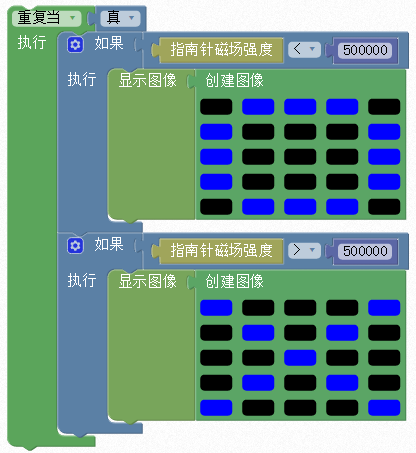 重复当 真
执行 如果 指南针磁场强度 < 500000
执行 显示图像 创建图像
如果 指南针磁场强度 > 500000
执行 显示图像 创建图像